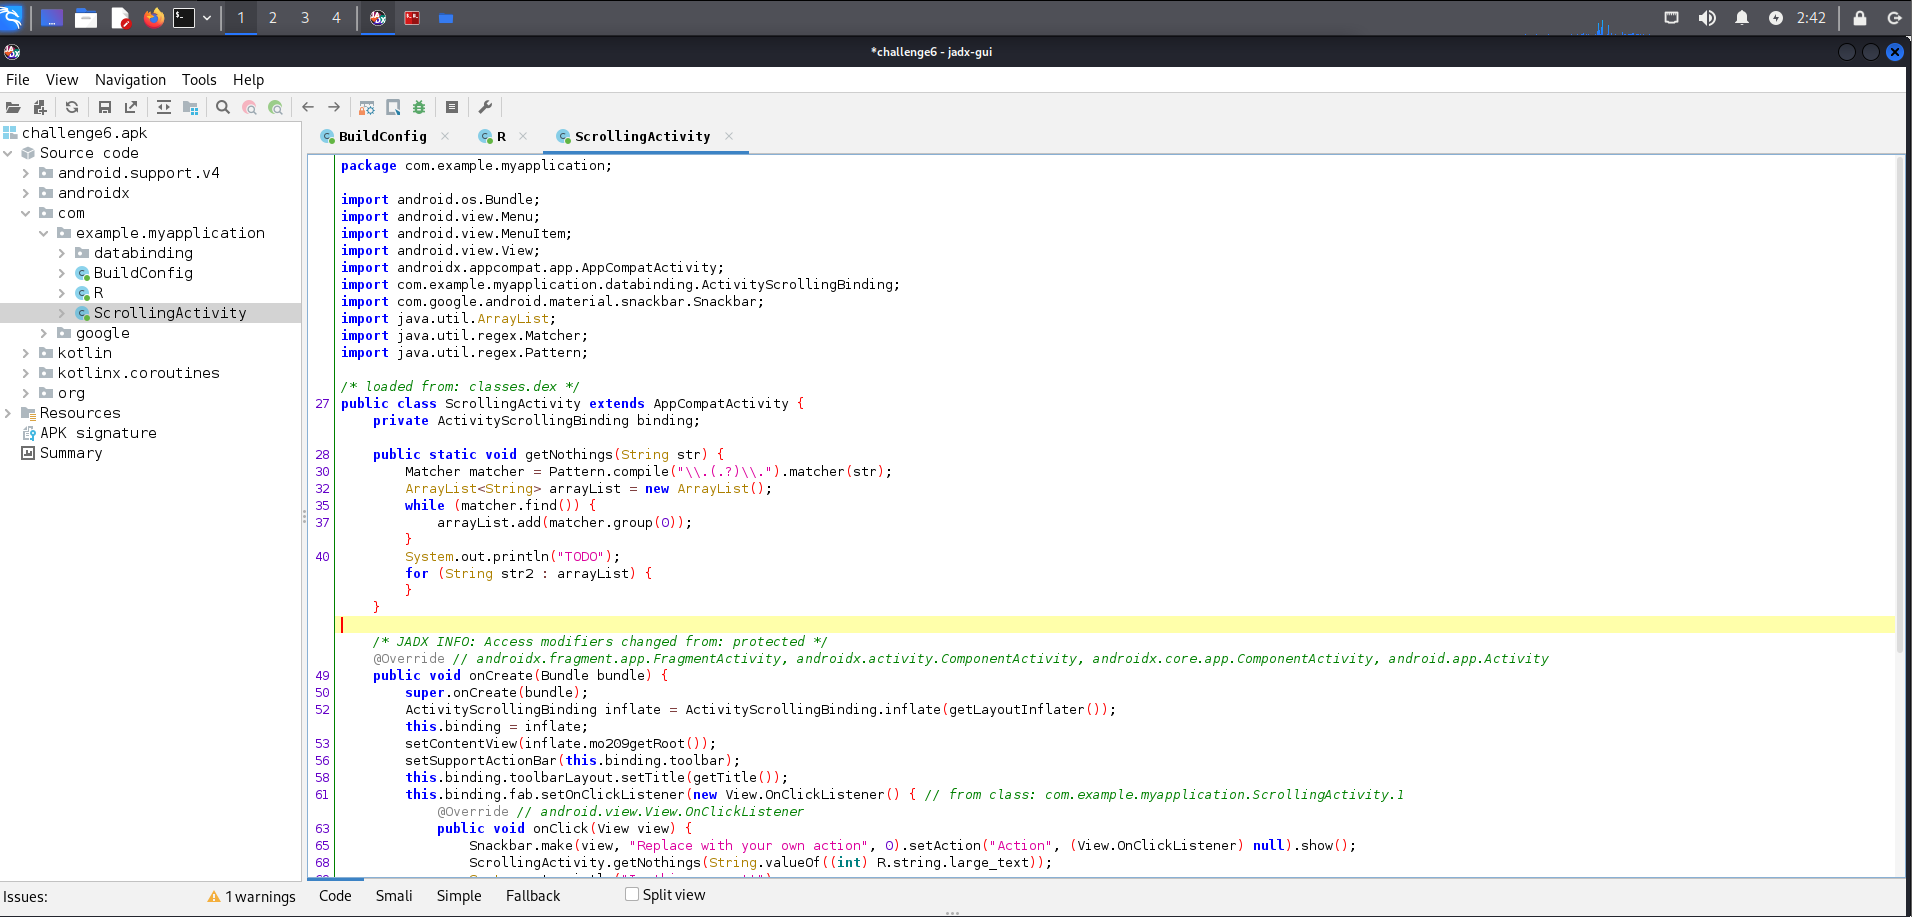 1 2 3 4 2:42
*challenge6 - jadx-gui
File View Navigation Tools Help
challenge6.apk
Source code
android.support.v4
androidx
com
example.myapplication
databinding
BuildConfig
R
ScrollingActivity
google
kotlin
kotlinx.coroutines
org
Resources
APK signature
Summary
BuildConfig R ScrollingActivity
package com.example.myapplication;
import android.os.Bundle;
import android.view.Menu;
import android.view.MenuItem;
import android.view.View;
import androidx.appcompat.app.AppCompatActivity;
import com.example.myapplication.databinding.ActivityScrollingBinding;
import com.google.android.material.snackbar.Snackbar;
import java.util.ArrayList;
import java.util.regex.Matcher;
import java.util.regex.Pattern;
/* loaded from: classes.dex */
27 public class ScrollingActivity extends AppCompatActivity {
private ActivityScrollingBinding binding;
28 public static void getNothings(String str) {
30 Matcher matcher = Pattern.compile("\\.(.?)\\.").matcher(str);
32 ArrayList<String> arrayList = new ArrayList();
35 while (matcher.find()) {
37 arrayList.add(matcher.group(0));
}
40 System.out.println("TODO");
for (String str2 : arrayList) {
}
}
/* JADX INFO: Access modifiers changed from: protected */
@Override // androidx.fragment.app.FragmentActivity, androidx.activity.ComponentActivity, androidx.core.app.ComponentActivity, android.app.Activity
49 public void onCreate(Bundle bundle) {
50 super.onCreate(bundle);
52 ActivityScrollingBinding inflate = ActivityScrollingBinding.inflate(getLayoutInflater());
this.binding = inflate;
53 setContentView(inflate.mo209getRoot());
56 setSupportActionBar(this.binding.toolbar);
58 this.binding.toolbarLayout.setTitle(getTitle());
61 this.binding.fab.setOnClickListener(new View.OnClickListener() { // from class: com.example.myapplication.ScrollingActivity.1
@Override // android.view.View.OnClickListener
63 public void onClick(View view) {
65 Snackbar.make(view, "Replace with your own action", 0).setAction("Action", (View.OnClickListener) null).show();
68 ScrollingActivity.getNothings(String.valueOf((int) R.string.large_text));
Issues: 1 warnings Code Smali Simple Fallback Split view